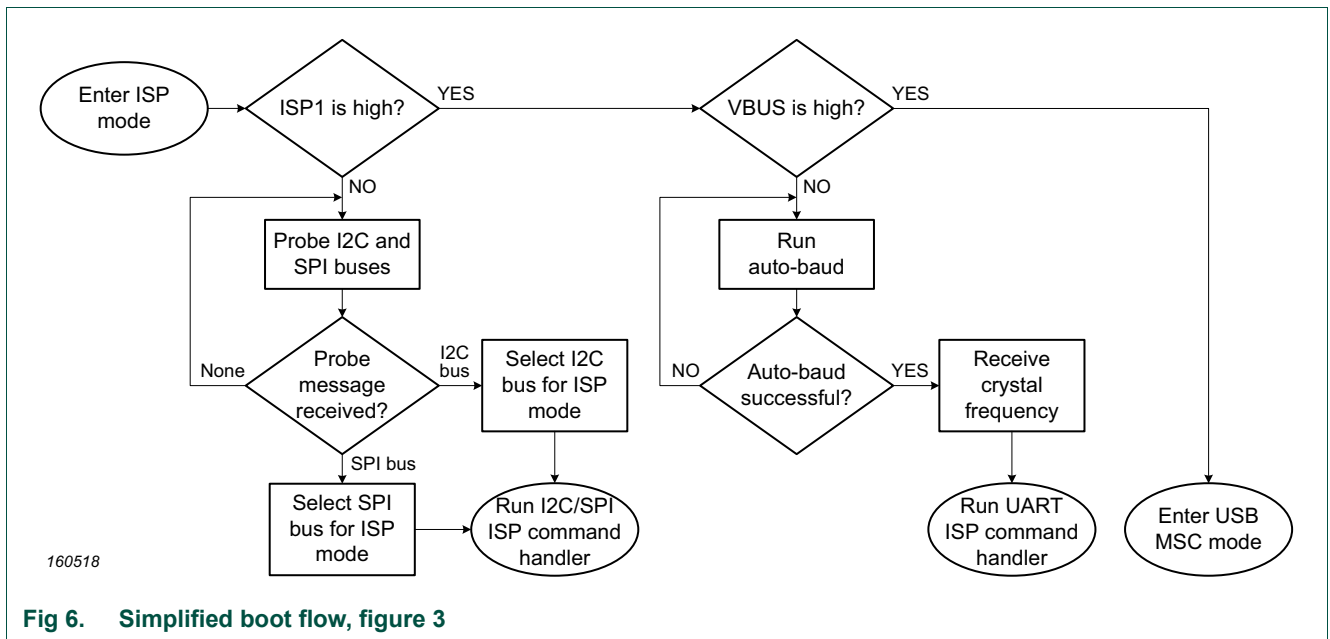 Enter ISP
mode
ISP1 is high?
YES
VBUS is high?
YES
NO
NO
Probe I2C and
SPI buses
Run
auto-baud
None
Probe
message
received?
I2C
bus
Select I2C
bus for ISP
mode
NO
Auto-baud
successful?
YES
Receive
crystal
frequency
SPI bus
Select SPI
bus for ISP
mode
Run I2C/SPI
ISP command
handler
Run UART
ISP command
handler
Enter USB
MSC mode
160518
Fig 6. Simplified boot flow, figure 3